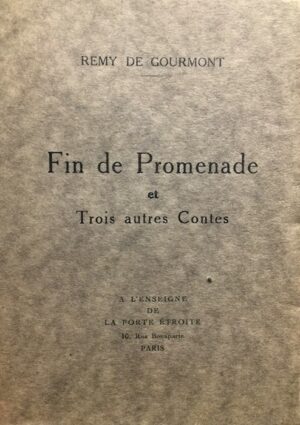 REMY DE GOURMONT
Fin de Promenade
et
Trois autres Contes
A L'ENSEIGNE
DE
LA PORTE ÉTROITE
10, Rue Bonaparte
PARIS